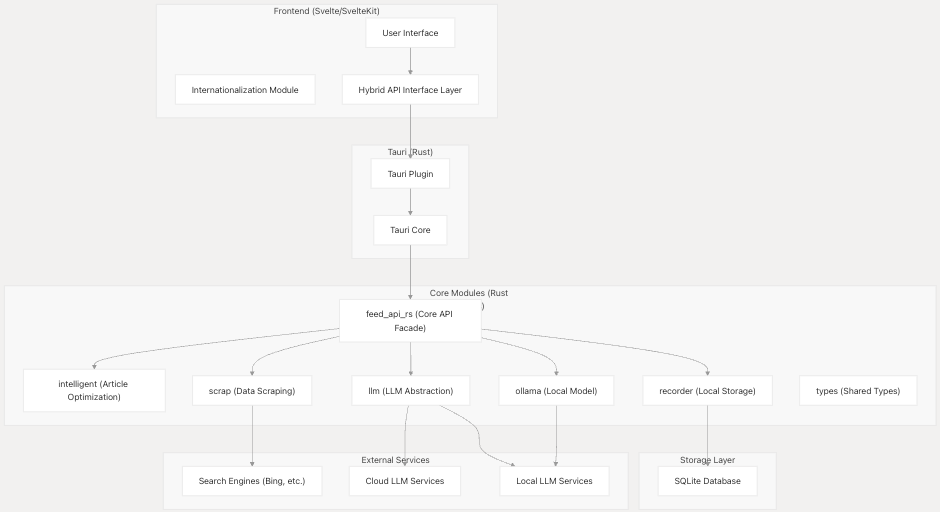 Frontend (Svelte/SvelteKit)
User Interface
Internationalization Module
Hybrid API Interface Layer
Tauri (Rust)
Tauri Plugin
Tauri Core
Core Modules (Rust
)
feed_api_rs (Core API
Facade)
intelligent (Article
Optimization)
scrap (Data Scraping)
llm (LLM Abstraction)
ollama (Local Model)
recorder (Local Storage)
types (Shared Types)
External Services
Storage Layer
Search Engines (Bing, etc.)
Cloud LLM Services
Local LLM Services
SQLite Database